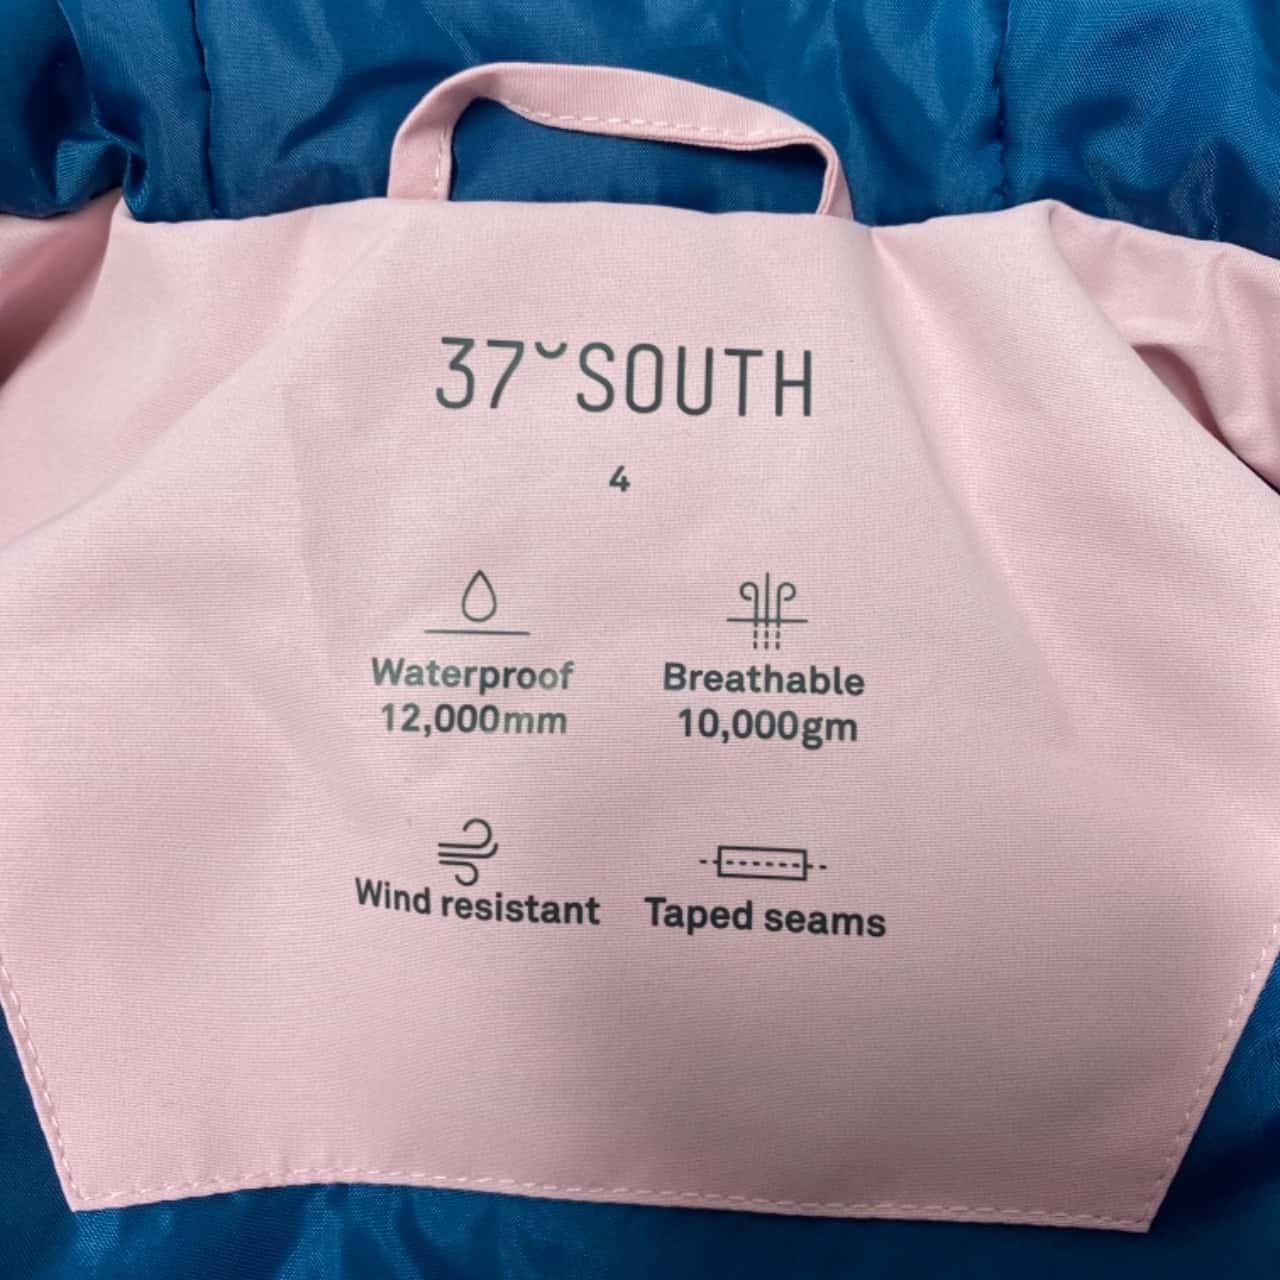 37˘SOUTH
4
Waterproof
12,000mm
Breathable
10,000gm
Wind resistant
Taped seams